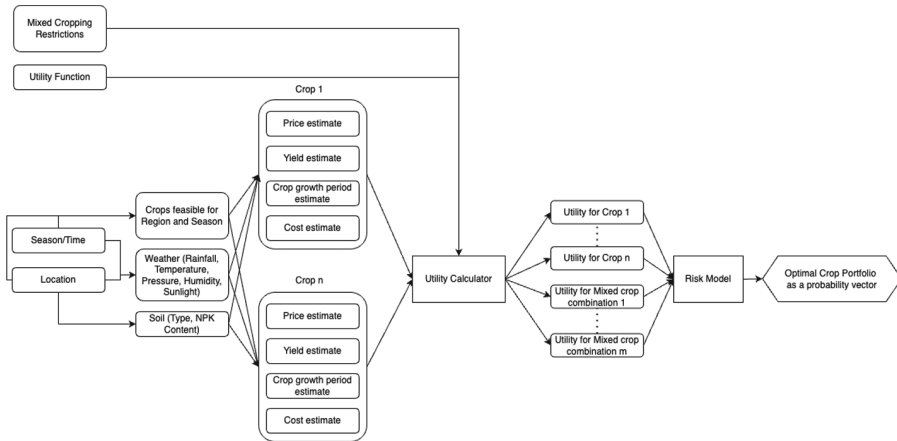 Mixed Cropping
Restrictions
Utility Function
Crop 1
Price estimate
Yield estimate
Crop growth period
estimate
Cost estimate
Crops feasible for
Region and Season
Season/Time
Location
Weather (Rainfall,
Temperature,
Pressure, Humidity,
Sunlight)
Soil (Type, NPK
Content)
Crop n
Price estimate
Yield estimate
Crop growth period
estimate
Cost estimate
Utility Calculator
Utility for Crop 1
Utility for Crop n
Utility for Mixed crop
combination 1
Utility for Mixed crop
combination m
Risk Model
Optimal Crop Portfolio
as a probability vector